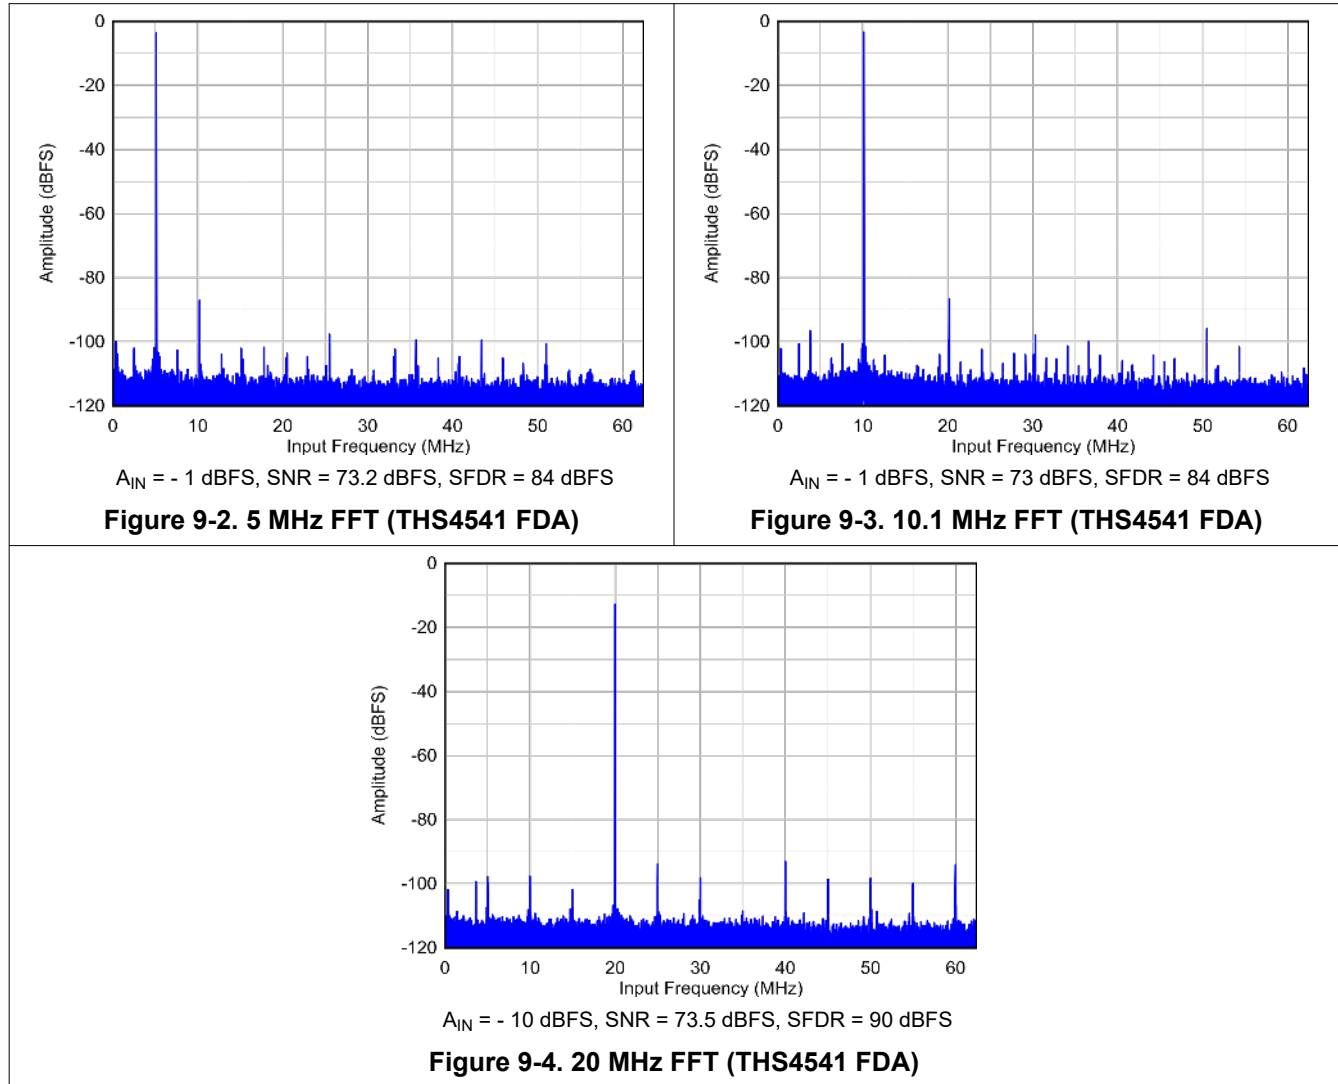 0
-20
-40
-60
-80
-100
-120
Amplitude (dBFS)
0 10 20 30 40 50 60
Input Frequency (MHz)
A_IN = - 1 dBFS, SNR = 73.2 dBFS, SFDR = 84 dBFS
Figure 9-2. 5 MHz FFT (THS4541 FDA)
0
-20
-40
-60
-80
-100
-120
Amplitude (dBFS)
0 10 20 30 40 50 60
Input Frequency (MHz)
A_IN = - 1 dBFS, SNR = 73 dBFS, SFDR = 84 dBFS
Figure 9-3. 10.1 MHz FFT (THS4541 FDA)
0
-20
-40
-60
-80
-100
-120
Amplitude (dBFS)
0 10 20 30 40 50 60
Input Frequency (MHz)
A_IN = - 10 dBFS, SNR = 73.5 dBFS, SFDR = 90 dBFS
Figure 9-4. 20 MHz FFT (THS4541 FDA)